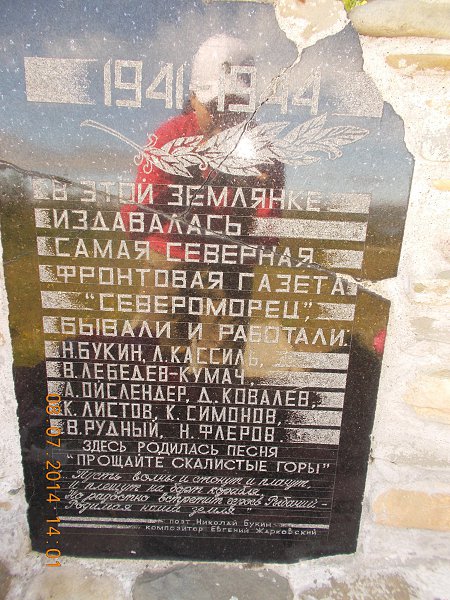 1941-1944
В ЭТОЙ ЗЕМЛЯНКЕ
ИЗДАВАЛАСЬ
САМАЯ СЕВЕРНАЯ
ФРОНТОВАЯ ГАЗЕТА
"СЕВЕРОМОРЕЦ",
БЫВАЛИ И РАБОТАЛИ:
Н.БУКИН, Л.КАССИЛЬ,
В.ЛЕБЕДЕВ-КУМАЧ,
А.ОЙСЛЕНДЕР, Д.КОВАЛЕВ,
К.ЛИСТОВ, К.СИМОНОВ,
В.РУДНЫЙ, Н.ФЛЕРОВ.
ЗДЕСЬ РОДИЛАСЬ ПЕСНЯ
"ПРОЩАЙТЕ СКАЛИСТЫЕ ГОРЫ"
"Пусть волны и стонут и плачут,
И плещут на борт корабля,
Но радостно встретит героев Рыбачий -
Родимая наша земля."
поэт Николай Букин
композитор Евгений Жарковский
09.07.2014 14:01